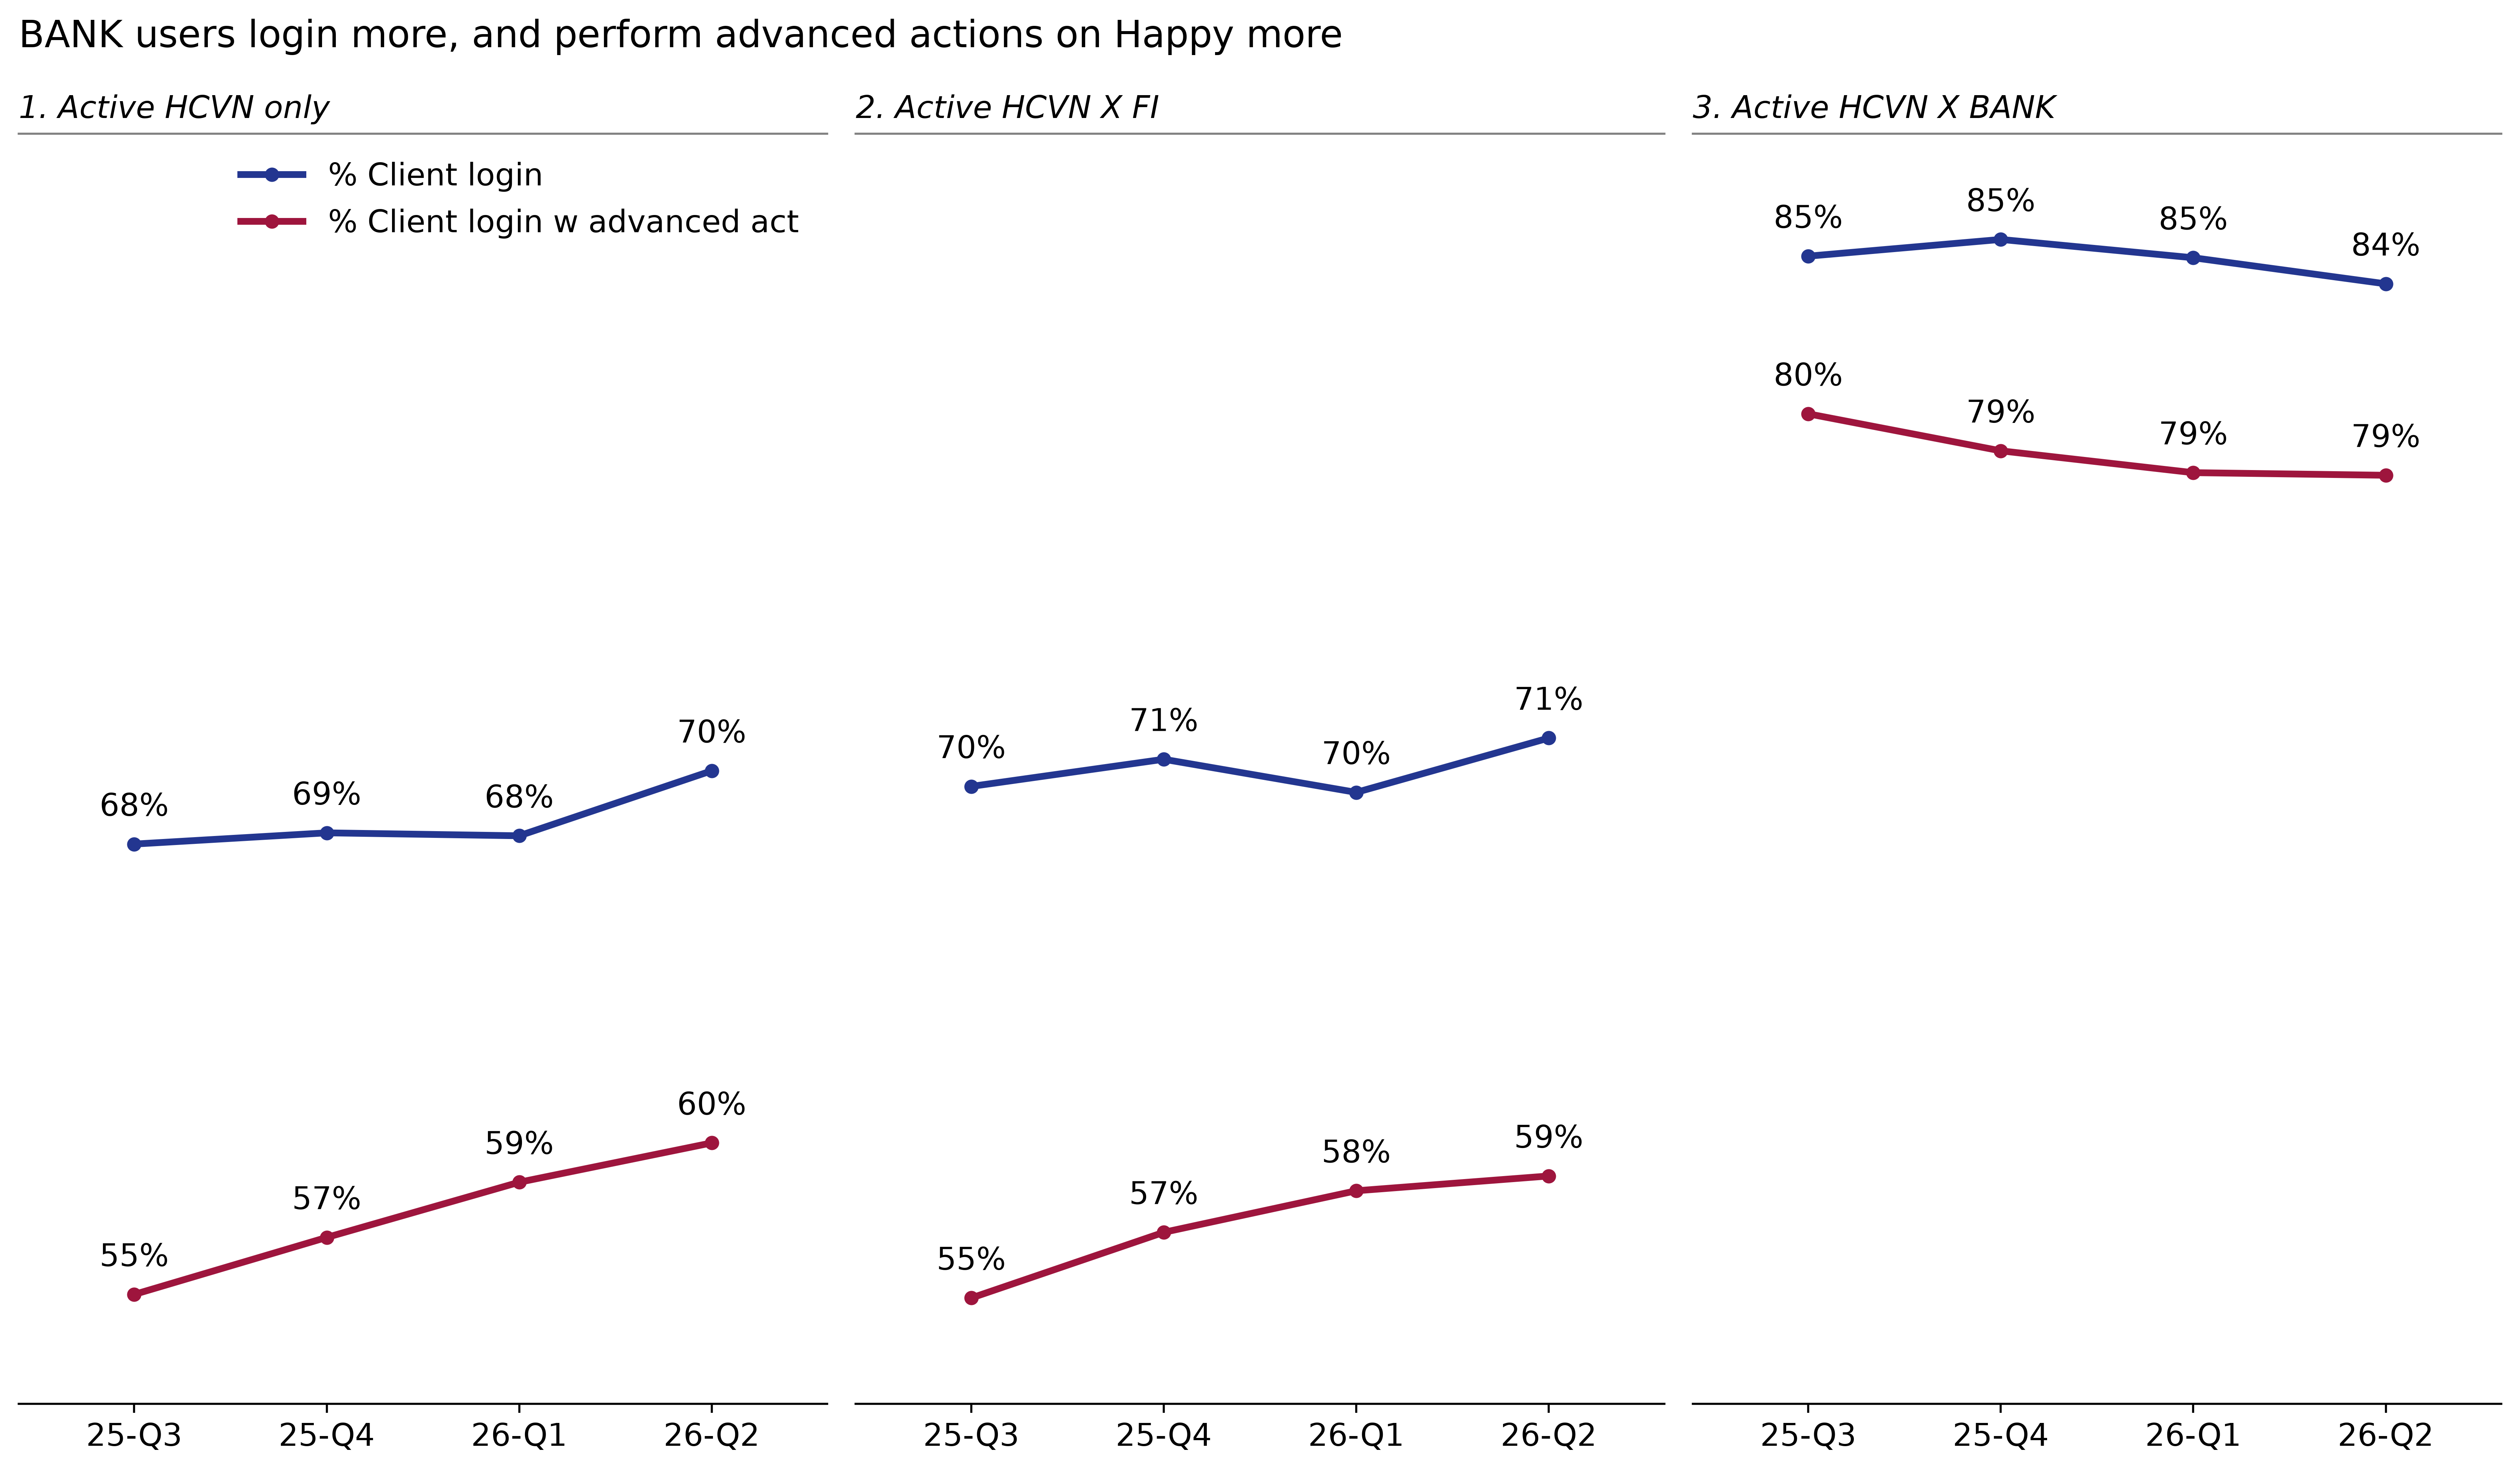 BANK users login more, and perform advanced actions on Happy more
1. Active HCVN only
% Client login
% Client login w advanced act
68%
69%
68%
70%
55%
57%
59%
60%
25-Q3
25-Q4
26-Q1
26-Q2
2. Active HCVN X FI
70%
71%
70%
71%
55%
57%
58%
59%
25-Q3
25-Q4
26-Q1
26-Q2
3. Active HCVN X BANK
85%
85%
85%
84%
80%
79%
79%
79%
25-Q3
25-Q4
26-Q1
26-Q2